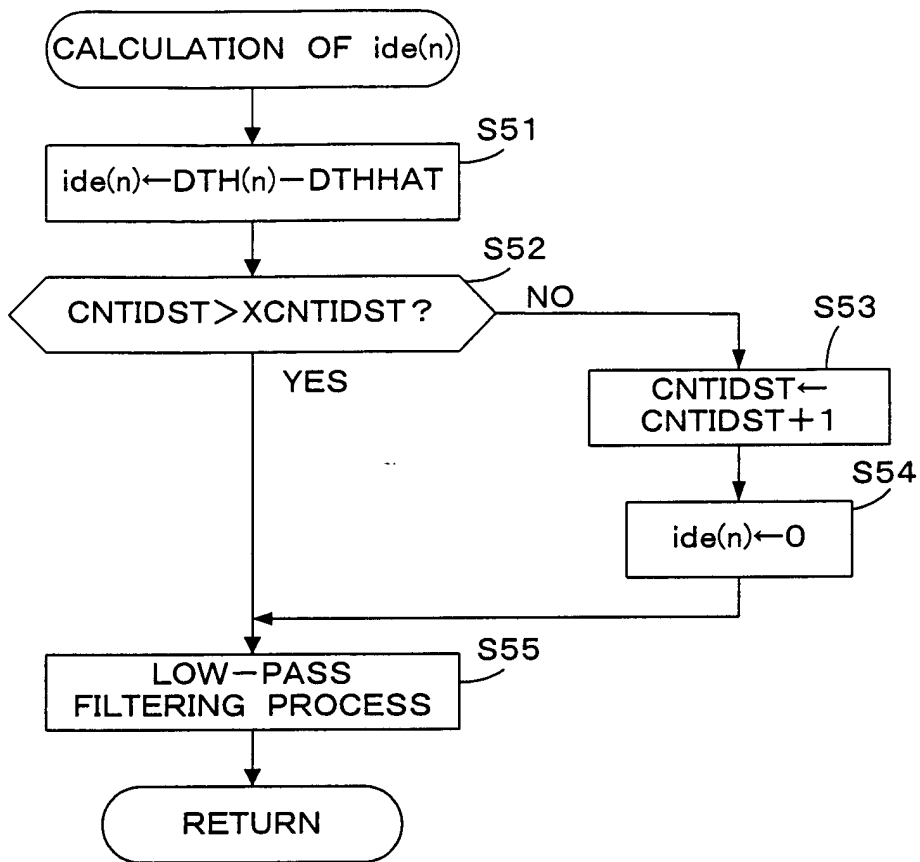 CALCULATION OF ide(n)
S51
ide(n)←DTH(n)−DTHHAT
S52
CNTIDST>XCNTIDST?
NO
YES
S53
CNTIDST←
CNTIDST+1
S54
ide(n)←0
S55
LOW−PASS
FILTERING PROCESS
RETURN